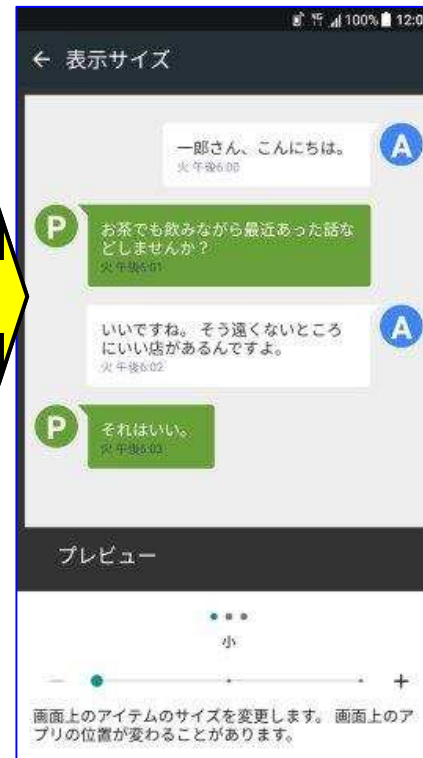 100% 12:0
← 表示サイズ
一郎さん、こんにちは。
火 午後6:00
A
P
お茶でも飲みながら最近あった話な
どしませんか？
火 午後6:01
いいですね。 そう遠くないところ
にいい店があるんですよ。
火 午後6:02
A
P
それはいい。
火 午後6:03
プレビュー
小
− +
画面上のアイテムのサイズを変更します。 画面上のア
プリの位置が変わることがあります。